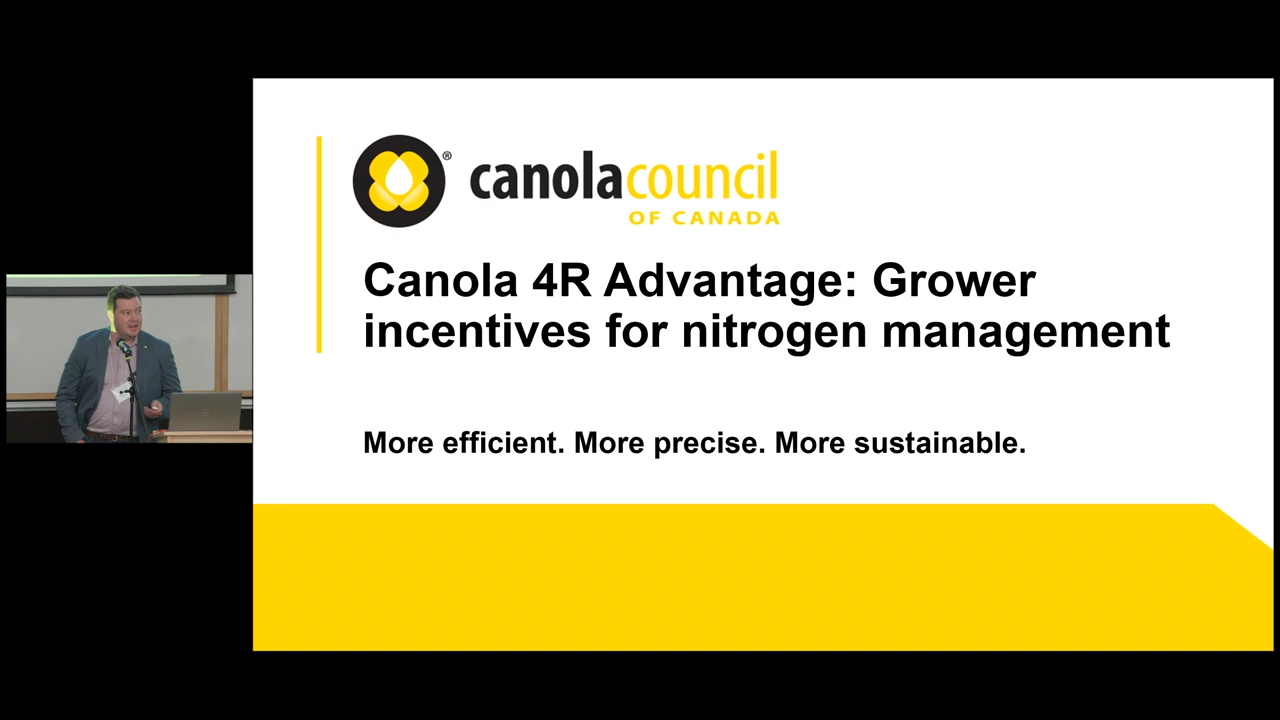 canolacouncil®
OF CANADA
Canola 4R Advantage: Grower
incentives for nitrogen management
More efficient. More precise. More sustainable.